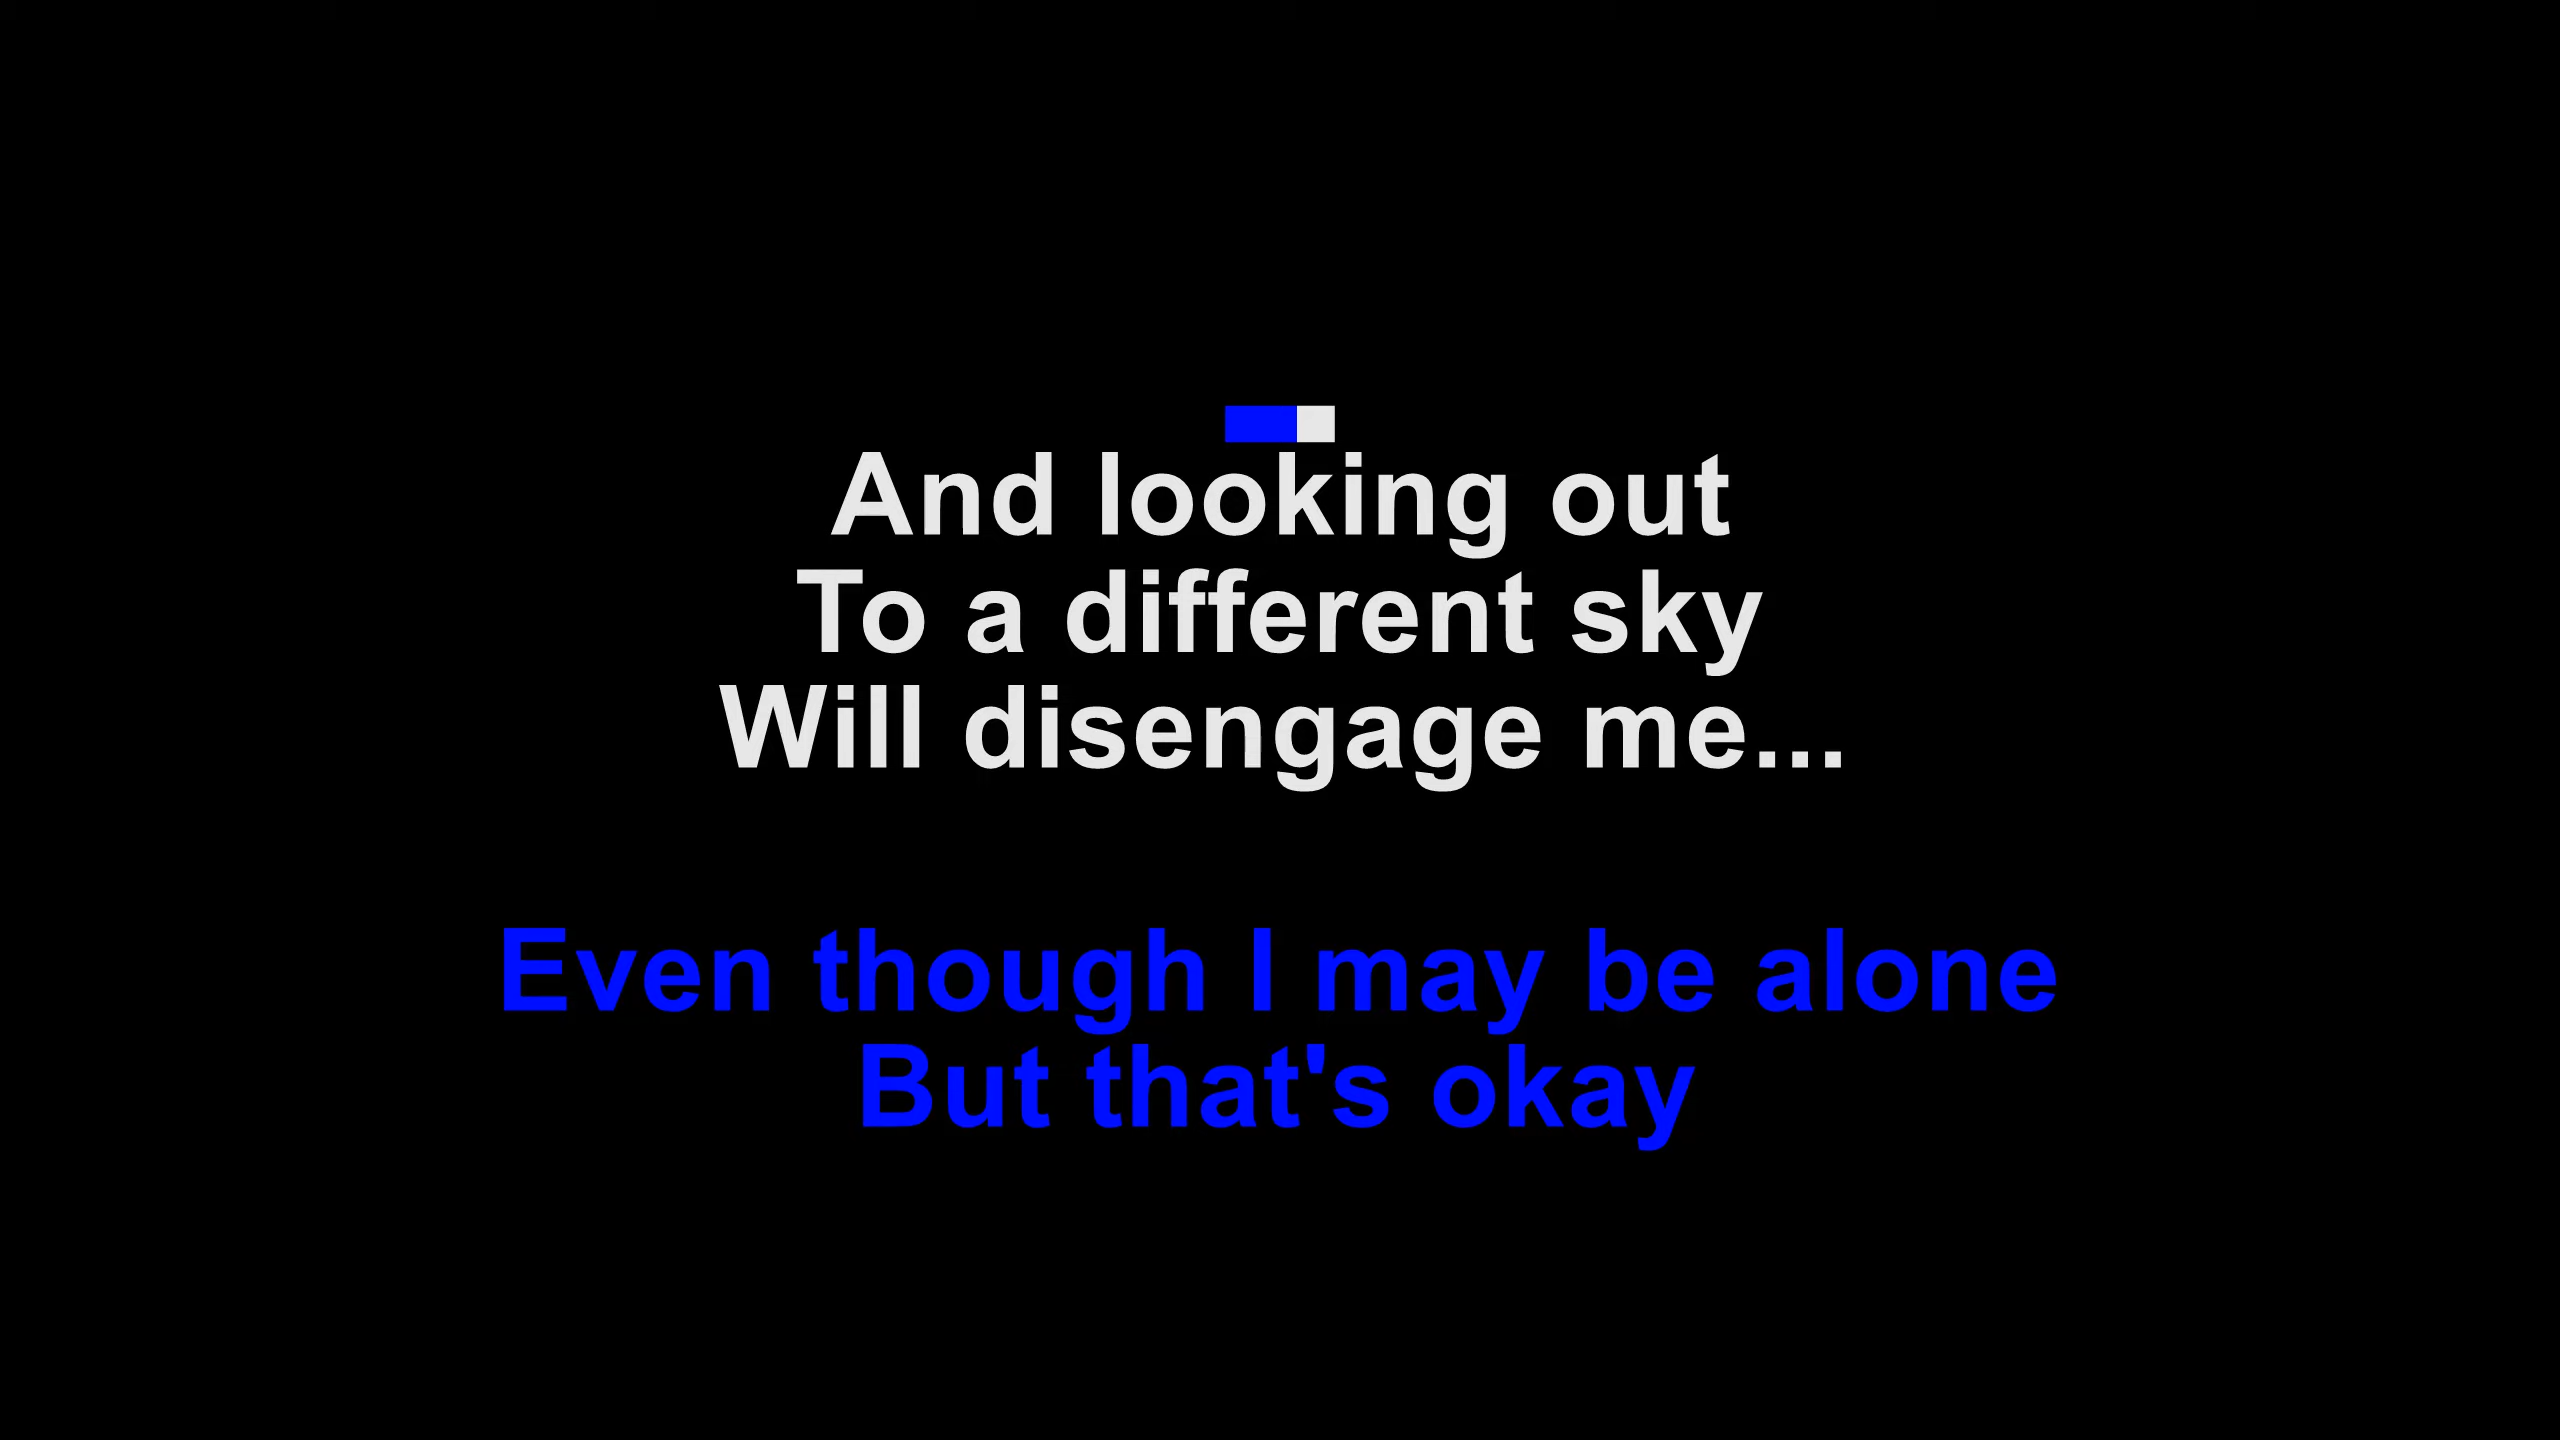 And looking out
To a different sky
Will disengage me...
Even though I may be alone
But that's okay